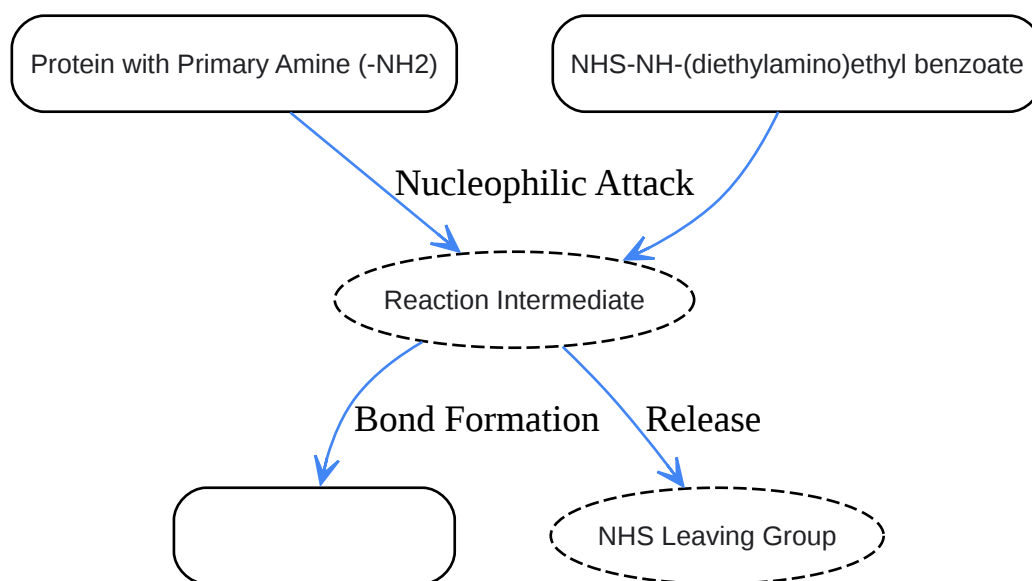 Protein with Primary Amine (-NH2)
NHS-NH-(diethylamino)ethyl benzoate
Nucleophilic Attack
Reaction Intermediate
Bond Formation
Release
NHS Leaving Group